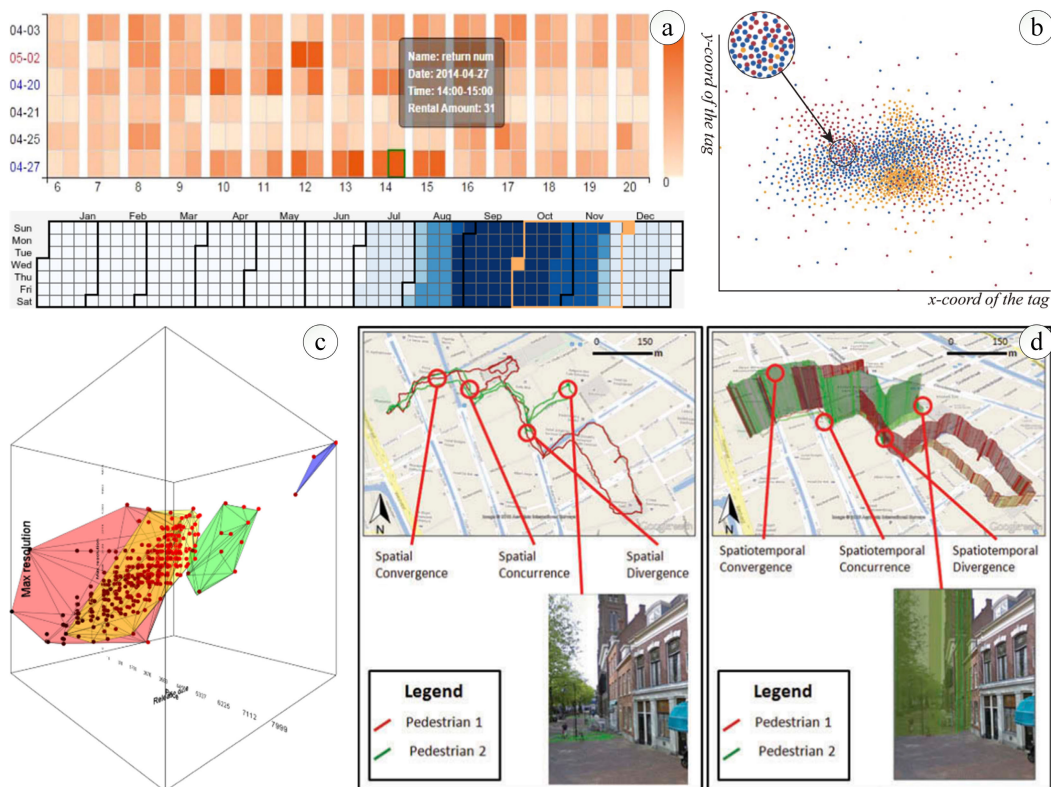 a
04-03
05-02
04-20
04-21
04-25
04-27
Name: return num
Date: 2014-04-27
Time: 14:00-15:00
Rental Amount: 31
0
6 7 8 9 10 11 12 13 14 15 16 17 18 19 20
Jan Feb Mar Apr May Jun Jul Aug Sep Oct Nov Dec
Sun
Mon
Tue
Wed
Thu
Fri
Sat
b
y-coord of the tag
x-coord of the tag
c
Max resolution
6225
7112
7999
d
0 150
m
N
Spatial
Convergence
Spatial
Concurrence
Spatial
Divergence
Legend
Pedestrian 1
Pedestrian 2
0 150
m
N
Spatiotemporal
Convergence
Spatiotemporal
Concurrence
Spatiotemporal
Divergence
Legend
Pedestrian 1
Pedestrian 2